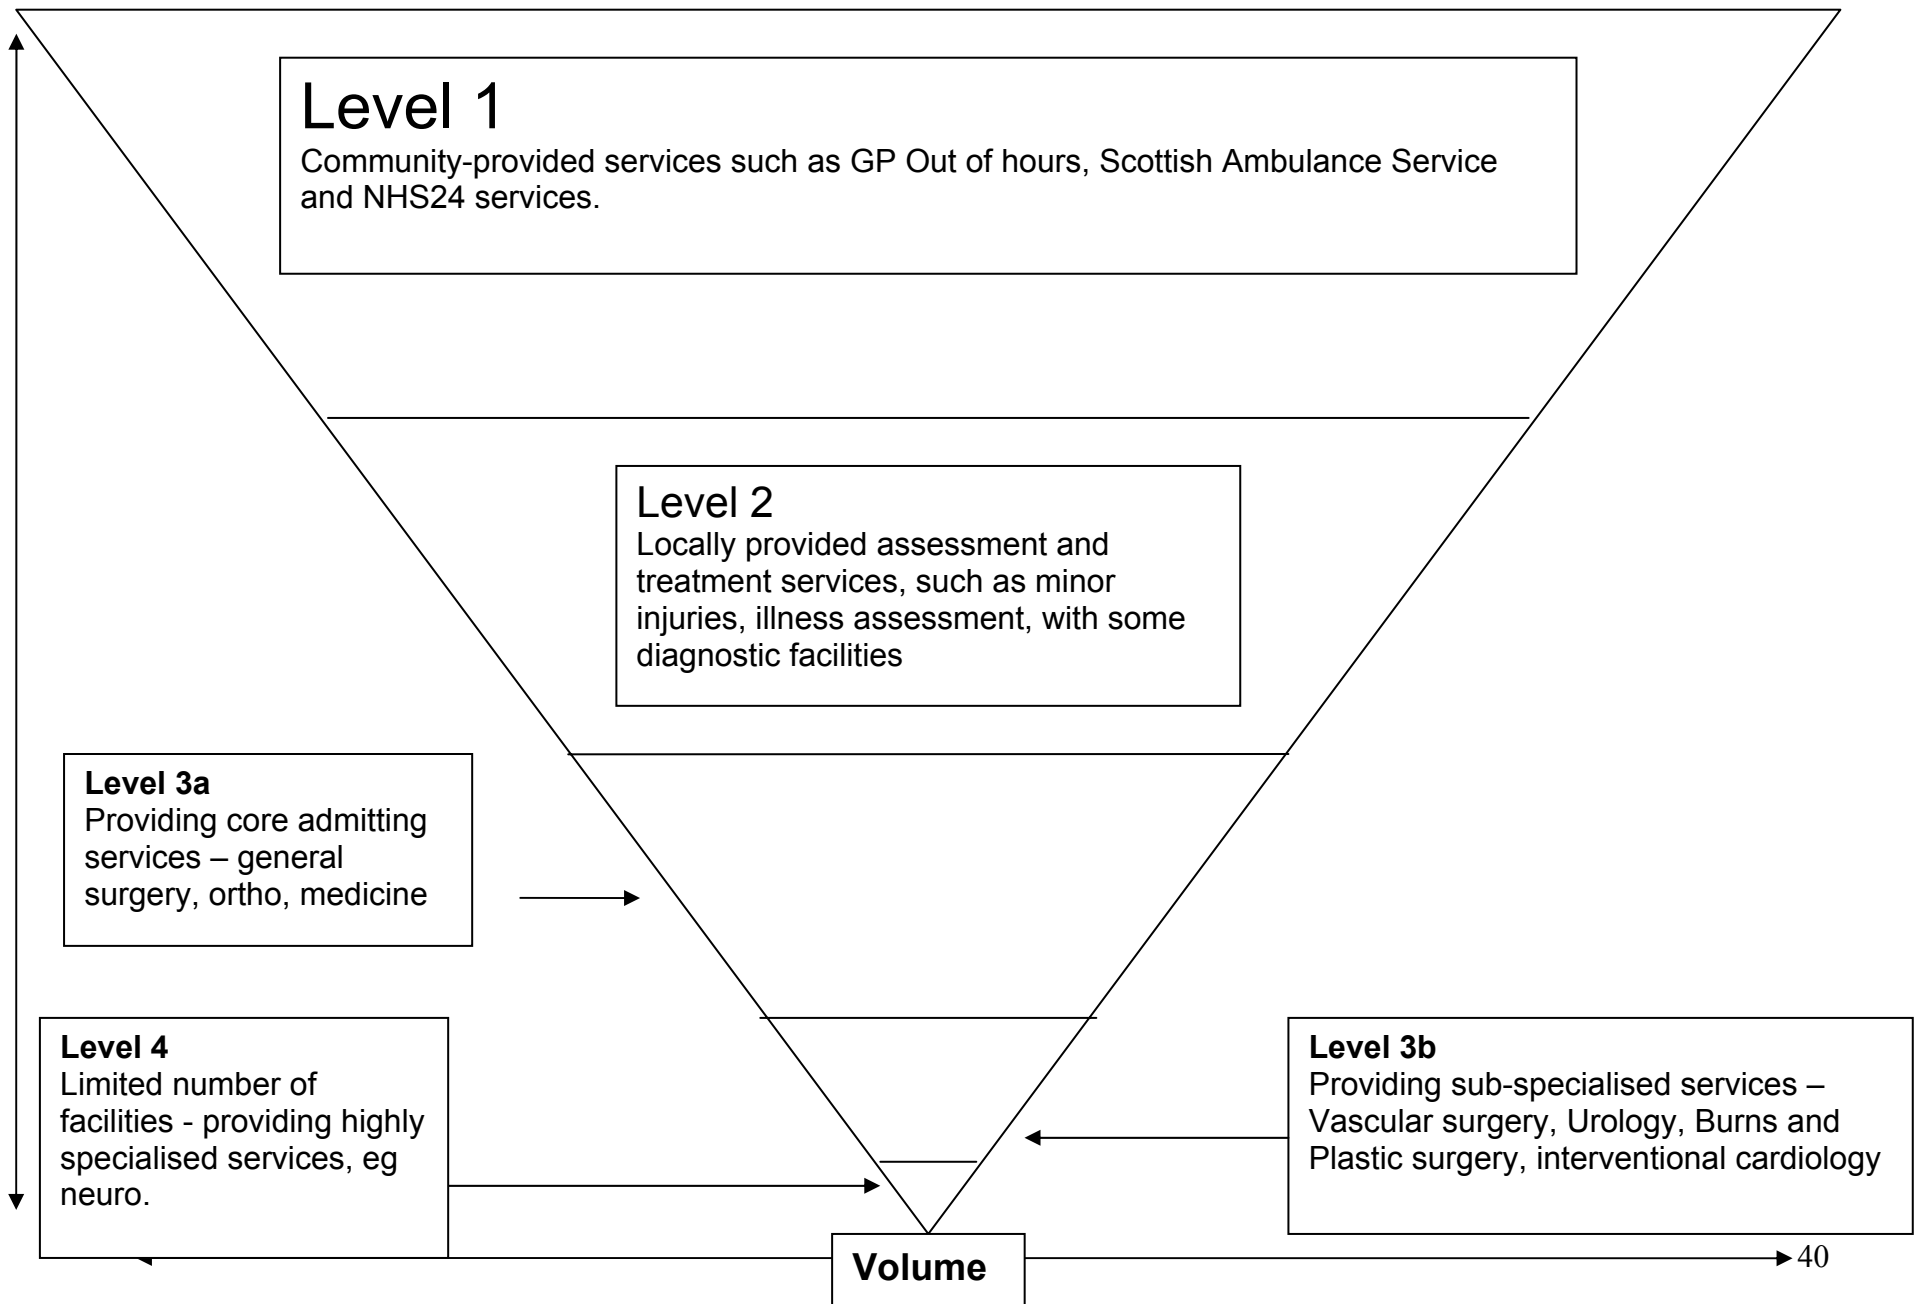 Level 1
Community-provided services such as GP Out of hours, Scottish Ambulance Service
and NHS24 services.
Level 2
Locally provided assessment and
treatment services, such as minor
injuries, illness assessment, with some
diagnostic facilities
Level 3a
Providing core admitting
services – general
surgery, ortho, medicine
Level 4
Limited number of
facilities - providing highly
specialised services, eg
neuro.
Level 3b
Providing sub-specialised services –
Vascular surgery, Urology, Burns and
Plastic surgery, interventional cardiology
Volume
40